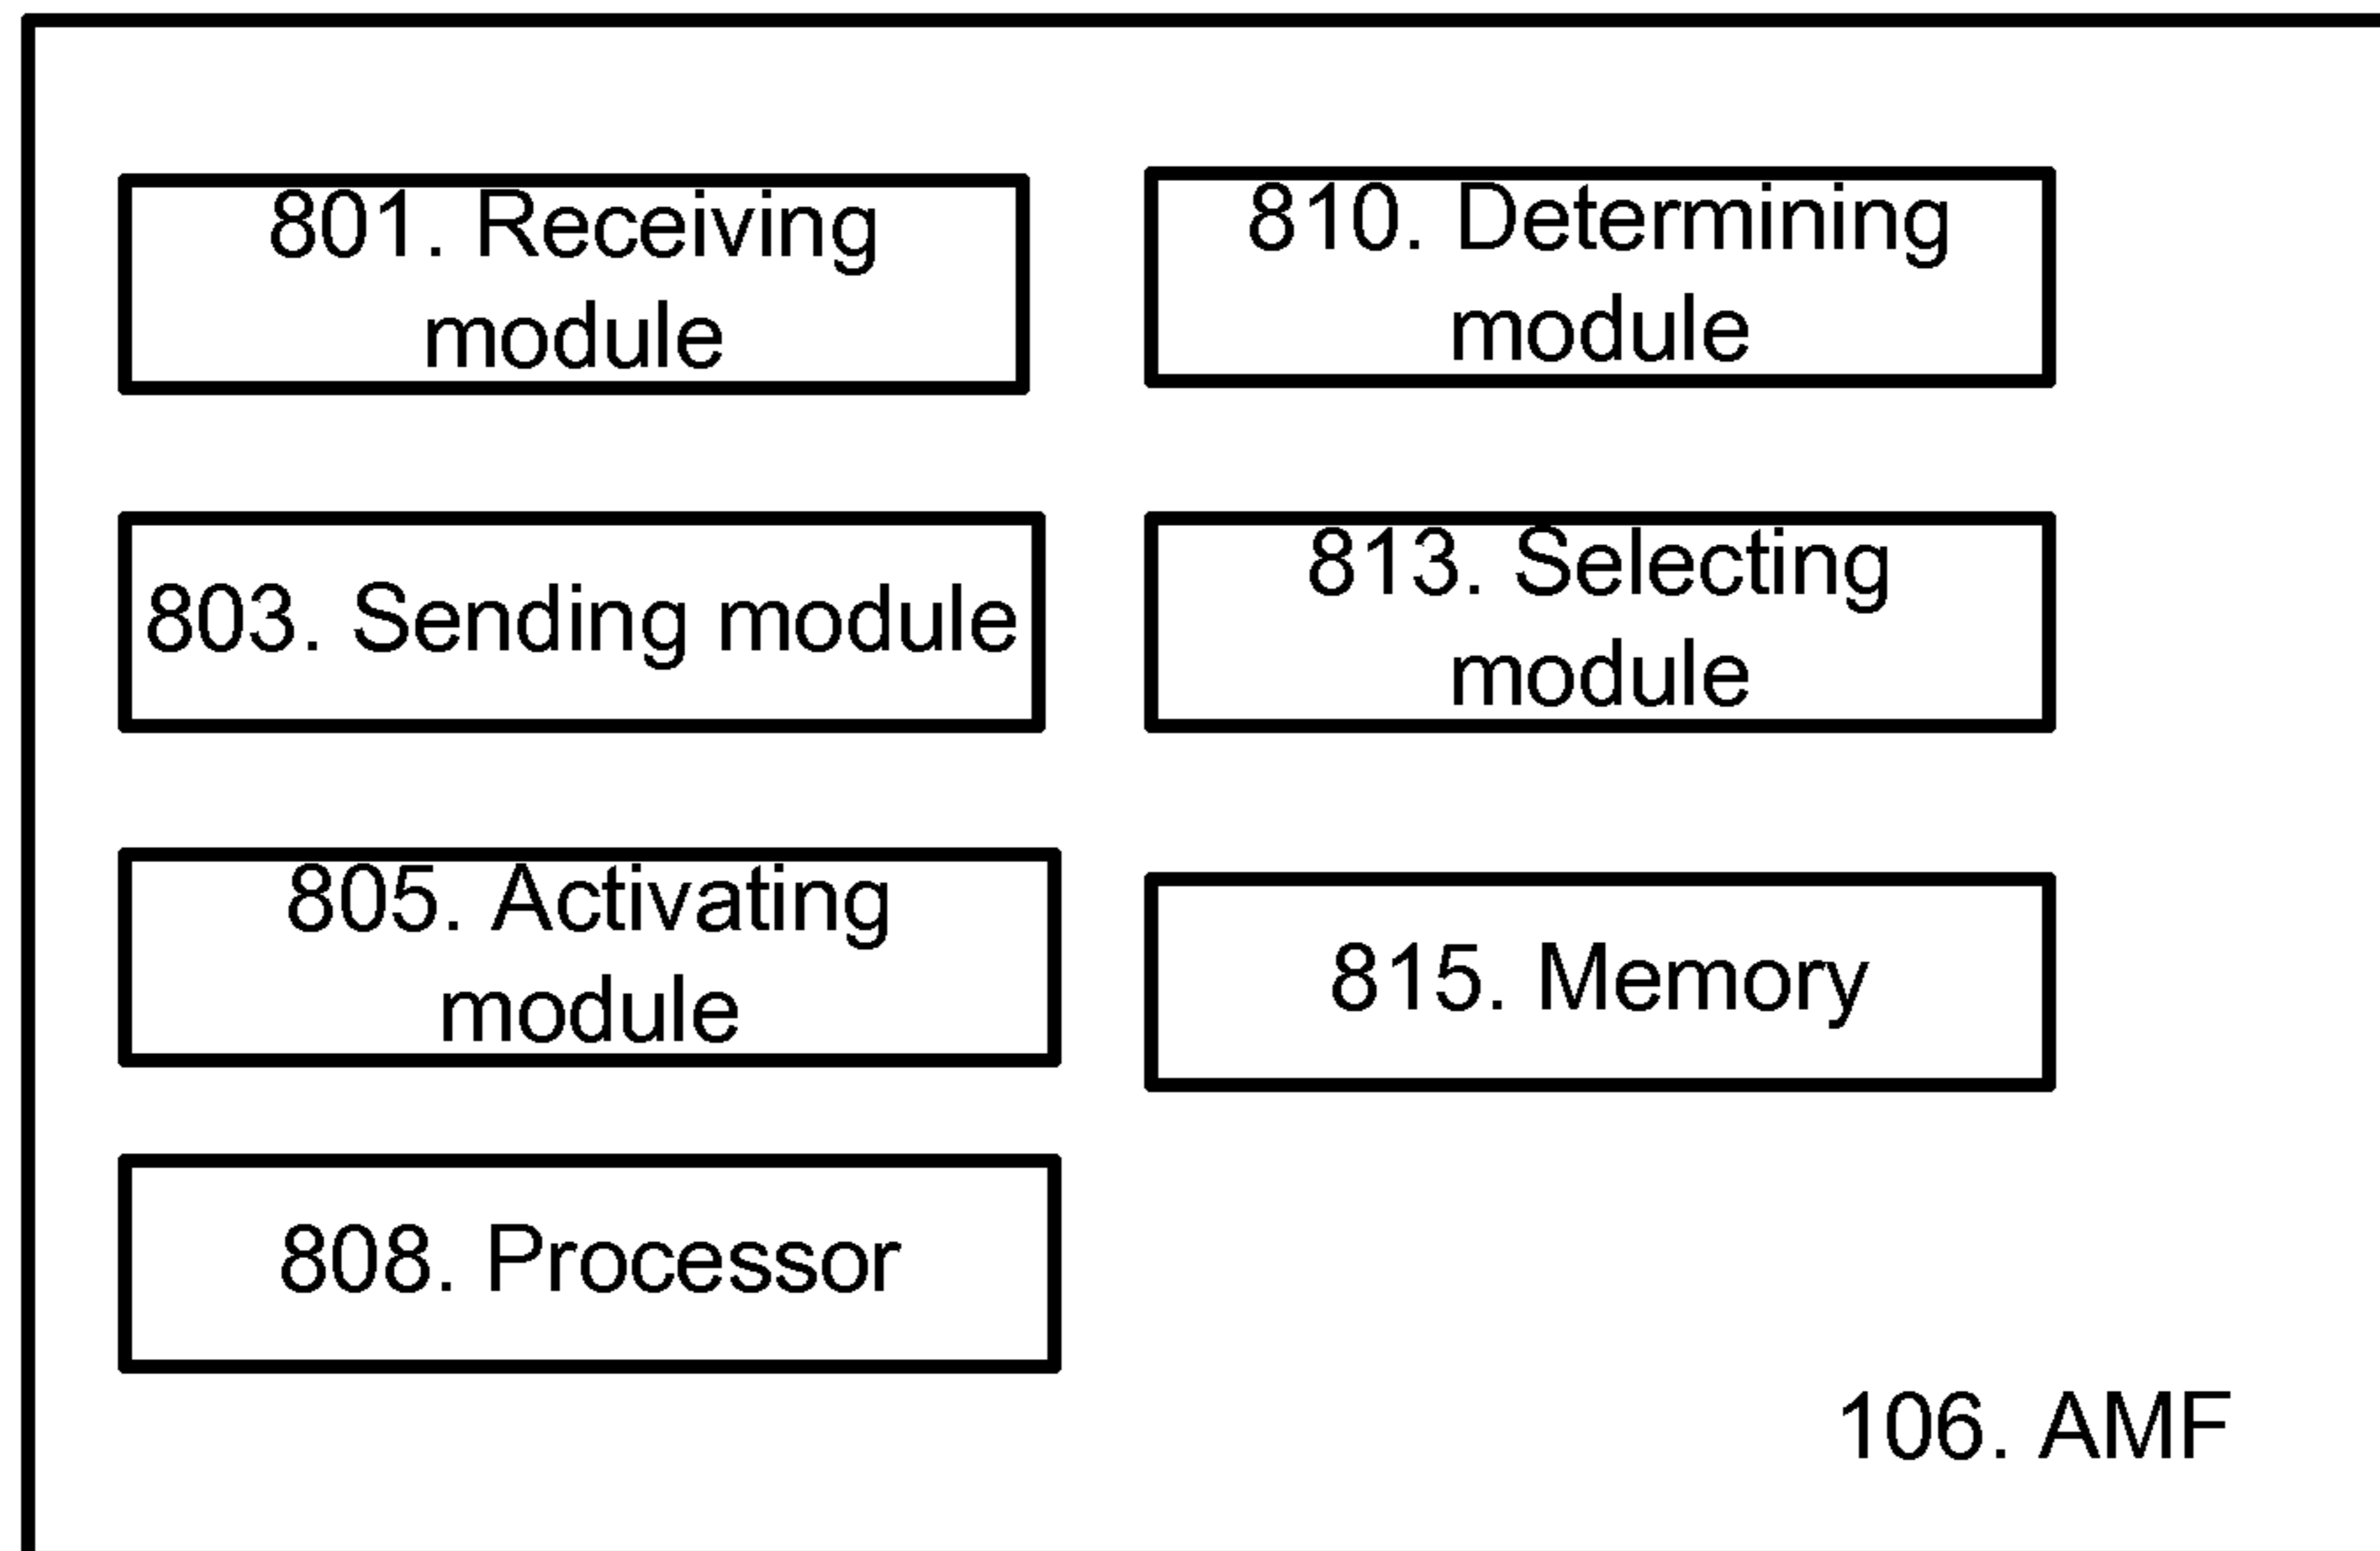 801. Receiving
module
803. Sending module
805. Activating
module
808. Processor
810. Determining
module
813. Selecting
module
815. Memory
106. AMF